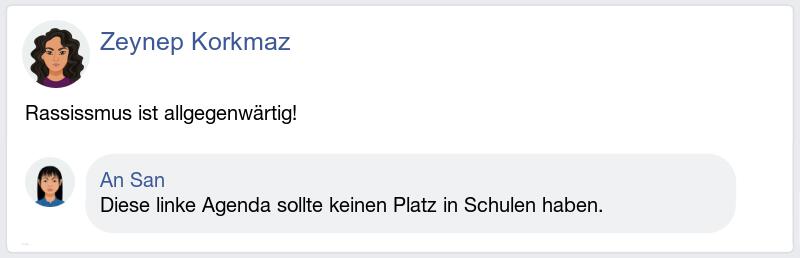 Zeynep Korkmaz
Rassissmus ist allgegenwärtig!
An San
Diese linke Agenda sollte keinen Platz in Schulen haben.